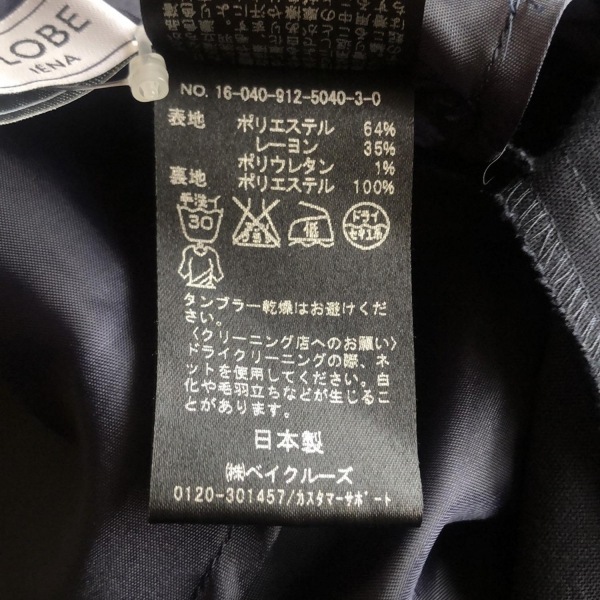 LOBE
IÉNA
NO. 16-040-912-5040-3-0
表地 ポリエステル 64%
レーヨン 35%
ポリウレタン 1%
裏地 ポリエステル 100%
手洗イ
30
低
ドライ
セキユ系
タンブラー乾燥はお避けくだ
さい。
〈クリーニング店へのお願い〉
ドライクリーニングの際、ネ
ットを使用してください。白
化や毛羽立ちなどが生じるこ
とがあります。
日本製
㈱ベイクルーズ
0120-301457/カスタマーサポート